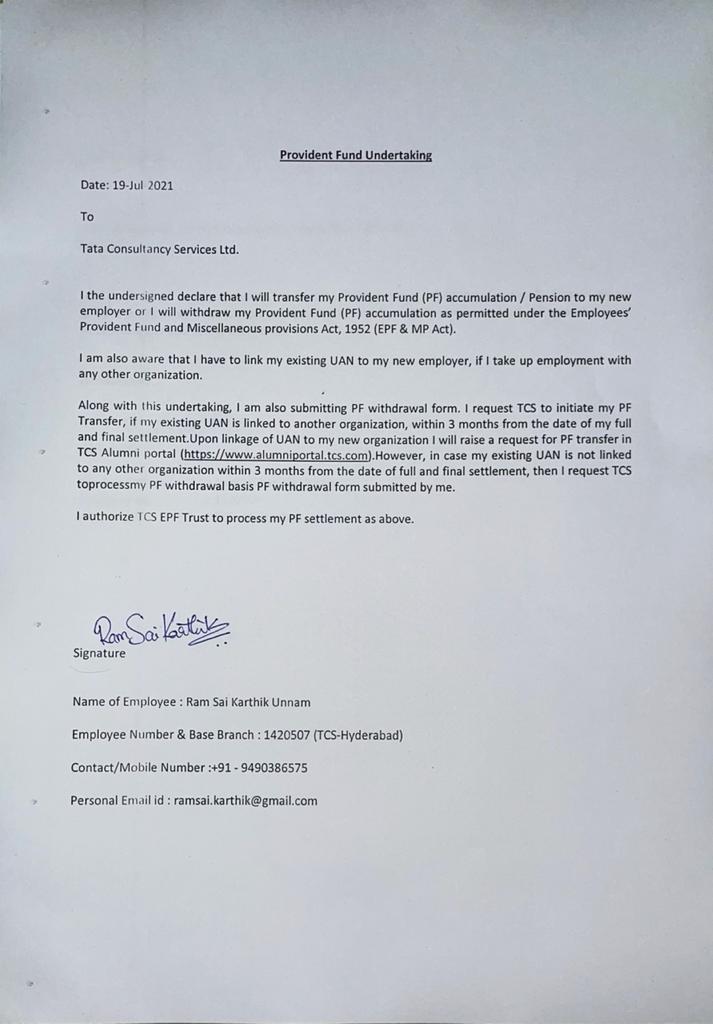 Provident Fund Undertaking
Date: 19-Jul 2021
To
Tata Consultancy Services Ltd.
I the undersigned declare that I will transfer my Provident Fund (PF) accumulation / Pension to my new
employer or I will withdraw my Provident Fund (PF) accumulation as permitted under the Employees'
Provident Fund and Miscellaneous provisions Act, 1952 (EPF & MP Act).
I am also aware that I have to link my existing UAN to my new employer, if I take up employment with
any other organization.
Along with this undertaking, I am also submitting PF withdrawal form. I request TCS to initiate my PF
Transfer, if my existing UAN is linked to another organization, within 3 months from the date of my full
and final settlement.Upon linkage of UAN to my new organization I will raise a request for PF transfer in
TCS Alumni portal (https://www.alumniportal.tcs.com).However, in case my existing UAN is not linked
to any other organization within 3 months from the date of full and final settlement, then I request TCS
toprocessmy PF withdrawal basis PF withdrawal form submitted by me.
I authorize TCS EPF Trust to process my PF settlement as above.
Ram Sai Karthik
Signature
Name of Employee : Ram Sai Karthik Unnam
Employee Number & Base Branch : 1420507 (TCS-Hyderabad)
Contact/Mobile Number :+91 - 9490386575
Personal Email id : ramsai.karthik@gmail.com